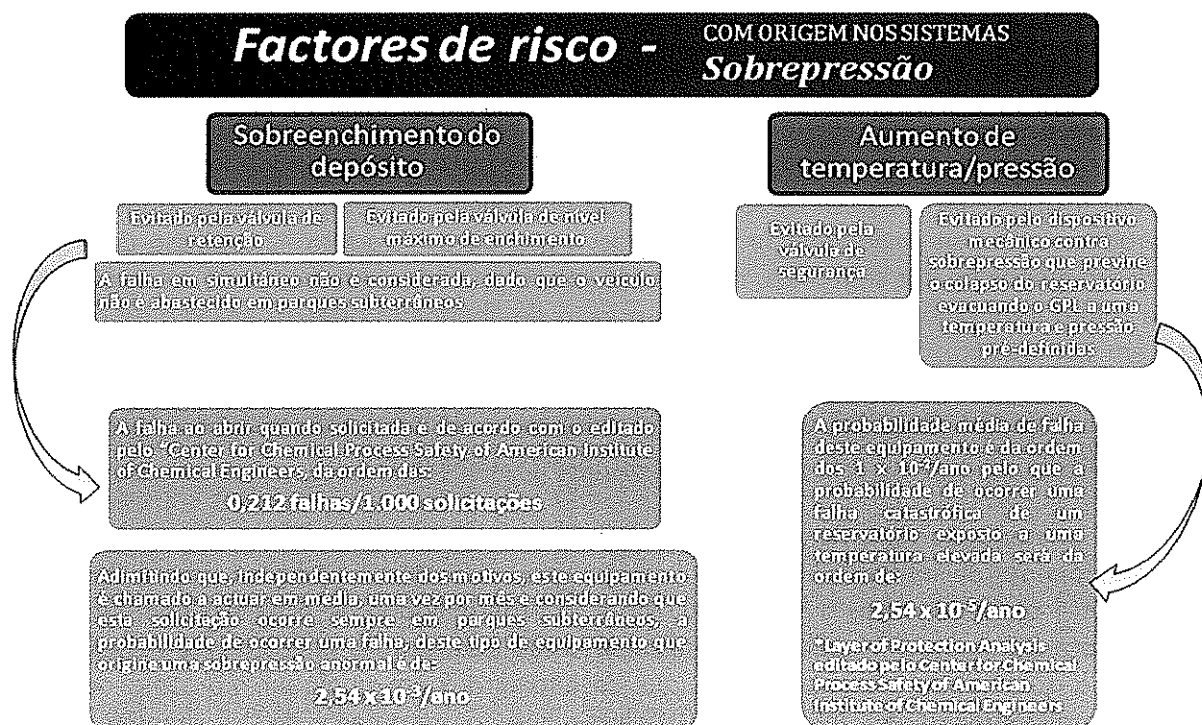 Factores de risco - COM ORIGEM NOS SISTEMAS
Sobrepressão
Sobreenchimento do
depósito
Evitado pela válvula de
retenção
Evitado pela válvula de nível
máximo de enchimento
A falha em simultâneo não é considerada, dado que o veículo
não é abastecido em parques subterrâneos
A falha ao abrir quando solicitada e de acordo com o editado
pelo "Center for Chemical Process Safety of American Institute
of Chemical Engineers, da ordem das:
0,212 falhas/1.000 solicitações
Adimitindo que, independentemente dos motivos, este equipamento
é chamado a actuar em média, uma vez por mês e considerando que
esta solicitação ocorre sempre em parques subterrâneos, a
probabilidade de ocorrer uma falha, deste tipo de equipamento que
origine uma sobrepressão anormal é de:
2,54 x 10⁻³/ano
Aumento de
temperatura/pressão
Evitado pela
válvula de
segurança
Evitado pelo dispositivo
mecânico contra
sobrepressão que previne
o colapso do reservatório
evacuando o GPL a uma
temperatura e pressão
pré-definidas
A probabilidade média de falha
deste equipamento é da ordem
dos 1 x 10⁻²/ano pelo que a
probabilidade de ocorrer uma
falha catastrófica de um
reservatório exposto a uma
temperatura elevada será da
ordem de:
2,54 x 10⁻⁵/ano
*Layer of Protection Analysis
editado pelo Center for Chemical
Process Safety of American
Institute of Chemical Engineers